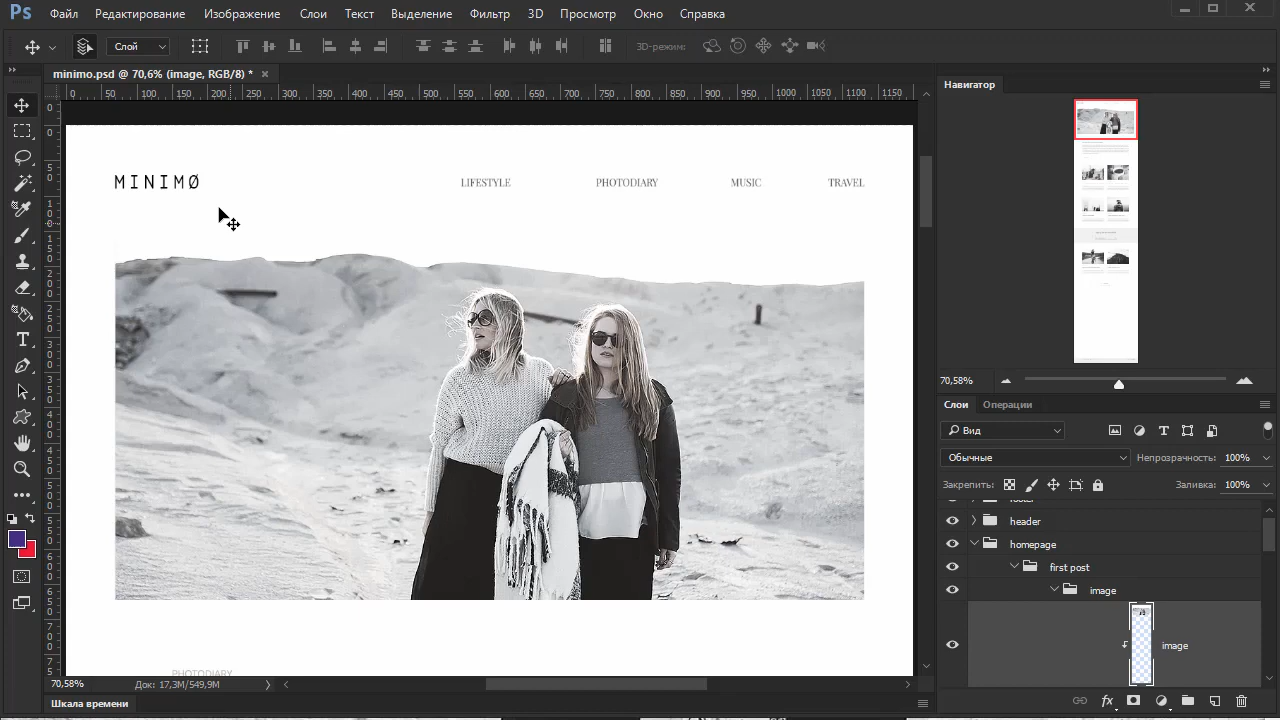 Ps Файл Редактирование Изображение Слои Текст Выделение Фильтр 3D Просмотр Окно Справка
Слой 3D-режим:
minimo.psd @ 70,6% (image, RGB/8) * ×
Навигатор
0 50 100 150 200 250 300 350 400 450 500 550 600 650 700 750 800 850 900 950 1000 1050 1100 1150
MINIMØ LIFESTYLE PHOTODIARY MUSIC TRAVEL
70,58%
Слои Операции
Вид
Обычные Непрозрачность: 100%
Закрепить: Заливка: 100%
header
homepage
first post
image
image
PHOTODIARY
70,58% Док: 17,3M/549,9M
Шкала времени